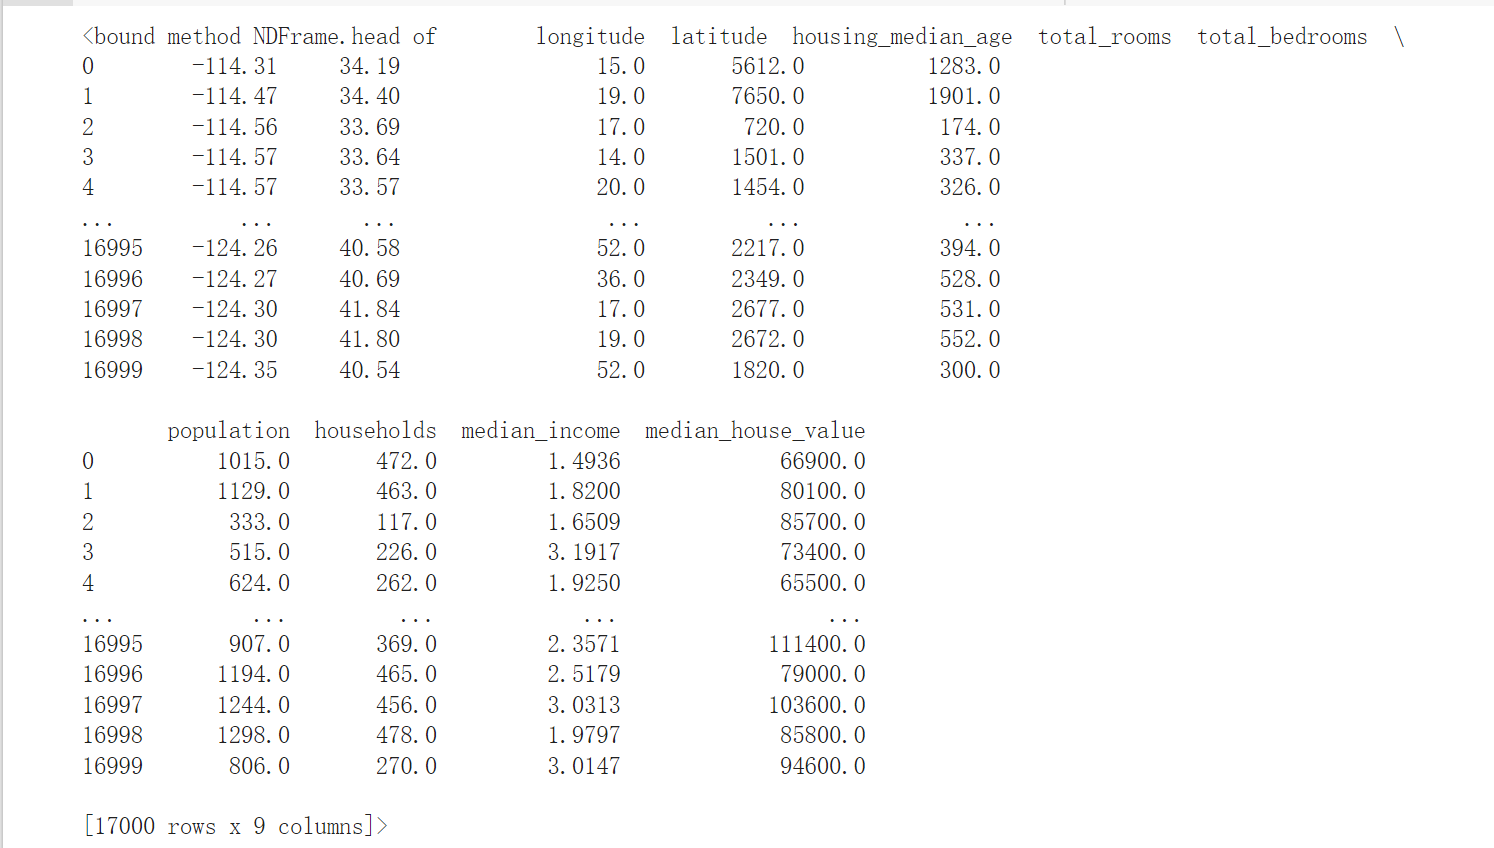 <bound method NDFrame.head of        longitude  latitude  housing_median_age  total_rooms  total_bedrooms  \
0        -114.31     34.19                15.0       5612.0          1283.0
1        -114.47     34.40                19.0       7650.0          1901.0
2        -114.56     33.69                17.0        720.0           174.0
3        -114.57     33.64                14.0       1501.0           337.0
4        -114.57     33.57                20.0       1454.0           326.0
...          ...       ...                 ...          ...             ...
16995    -124.26     40.58                52.0       2217.0           394.0
16996    -124.27     40.69                36.0       2349.0           528.0
16997    -124.30     41.84                17.0       2677.0           531.0
16998    -124.30     41.80                19.0       2672.0           552.0
16999    -124.35     40.54                52.0       1820.0           300.0
       population  households  median_income  median_house_value
0          1015.0       472.0         1.4936             66900.0
1          1129.0       463.0         1.8200             80100.0
2           333.0       117.0         1.6509             85700.0
3           515.0       226.0         3.1917             73400.0
4           624.0       262.0         1.9250             65500.0
...           ...         ...            ...                 ...
16995       907.0       369.0         2.3571            111400.0
16996      1194.0       465.0         2.5179             79000.0
16997      1244.0       456.0         3.0313            103600.0
16998      1298.0       478.0         1.9797             85800.0
16999       806.0       270.0         3.0147             94600.0
[17000 rows x 9 columns]>